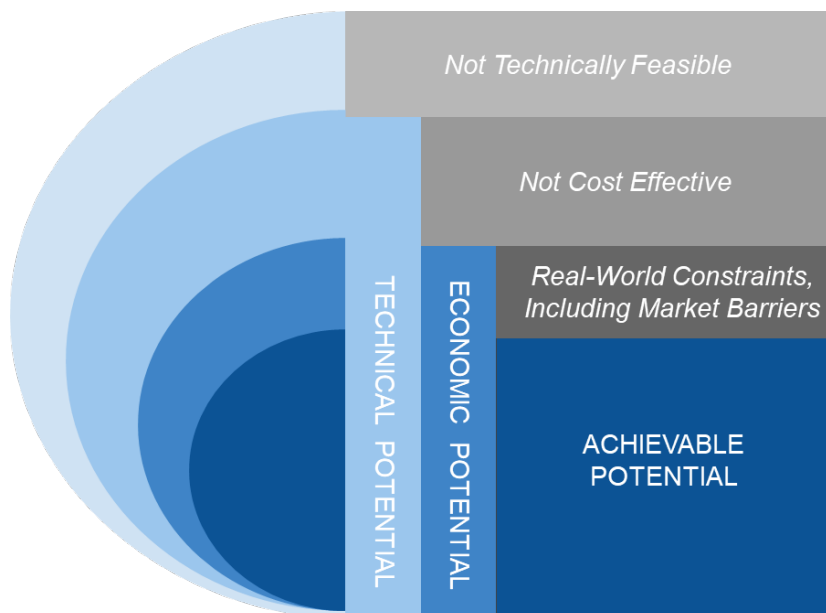 Not Technically Feasible
Not Cost Effective
Real-World Constraints,
Including Market Barriers
TECHNICAL POTENTIAL
ECONOMIC POTENTIAL
ACHIEVABLE
POTENTIAL